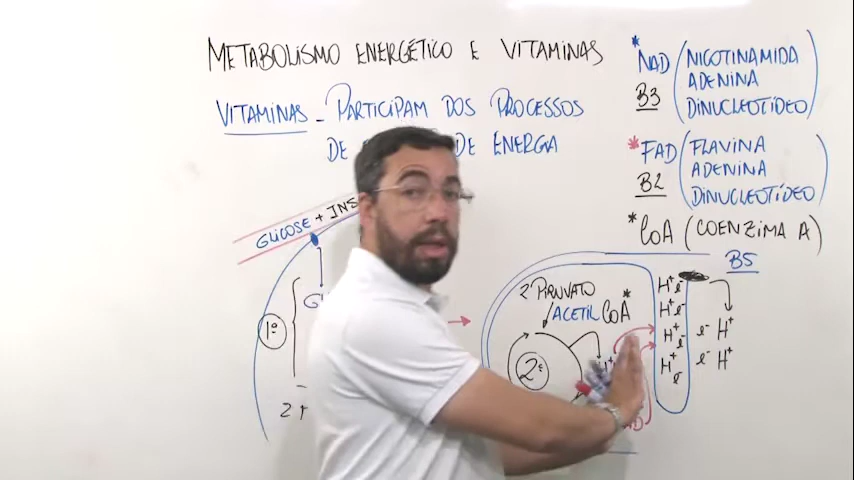 METABOLISMO ENERGÉTICO E VITAMINAS
VITAMINAS - PARTICIPAM DOS PROCESSOS
DE ENERGIA
GLICOSE + INS
1º
2
2 PIRUVATO
ACETIL CoA*
2º
H+
H+ e-
H+ e-
H+ e-
H+ e-
e- H+
e- H+
*NAD (NICOTINAMIDA
ADENINA
DINUCLEOTÍDEO)
B3
*FAD (FLAVINA
ADENINA
DINUCLEOTÍDEO)
B2
*CoA (COENZIMA A)
B5